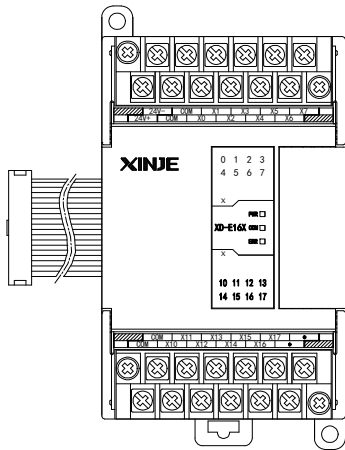 24V- COM X1 X3 X5 X7
24V+ COM X0 X2 X4 X6
XINJE
0 1 2 3
4 5 6 7
X
PWR
XD-E16X COM
ERR
X
10 11 12 13
14 15 16 17
COM X11 X13 X15 X17 •
COM X10 X12 X14 X16 •